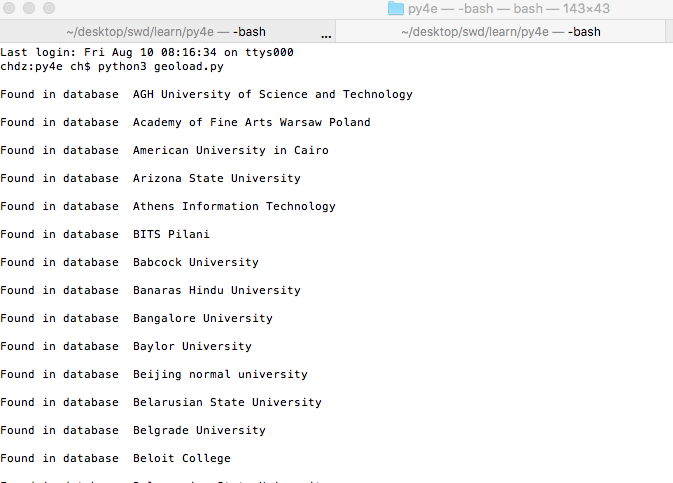 py4e — -bash — bash — 143×43
~/desktop/swd/learn/py4e — -bash ... ~/desktop/swd/learn/py4e — -bash
Last login: Fri Aug 10 08:16:34 on ttys000
chdz:py4e ch$ python3 geoload.py
Found in database  AGH University of Science and Technology
Found in database  Academy of Fine Arts Warsaw Poland
Found in database  American University in Cairo
Found in database  Arizona State University
Found in database  Athens Information Technology
Found in database  BITS Pilani
Found in database  Babcock University
Found in database  Banaras Hindu University
Found in database  Bangalore University
Found in database  Baylor University
Found in database  Beijing normal university
Found in database  Belarusian State University
Found in database  Belgrade University
Found in database  Beloit College